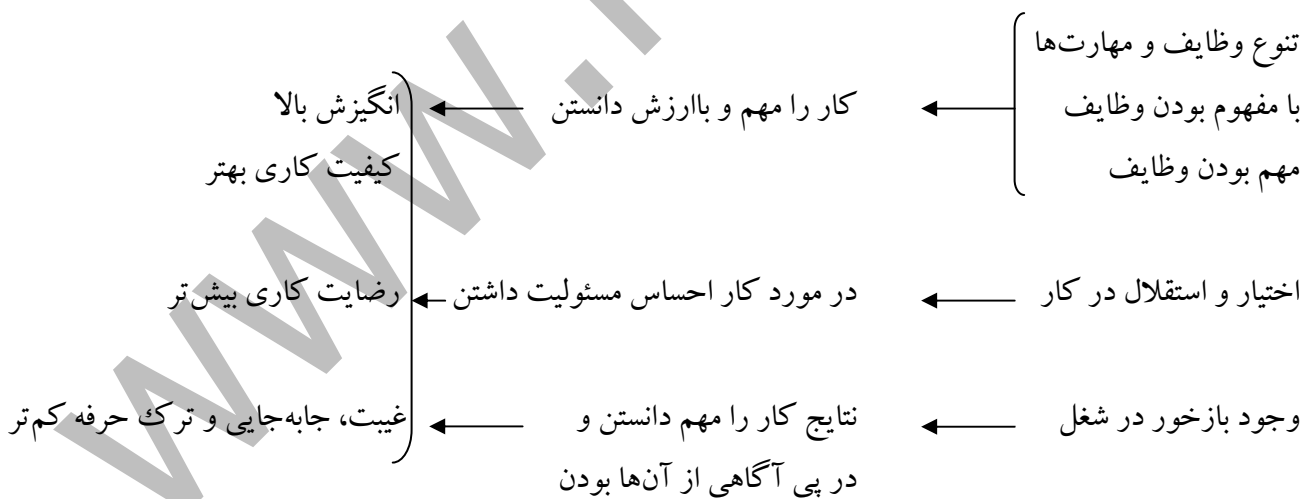 تنوع وظایف و مهارت‌ها
با مفهوم بودن وظایف کار را مهم و باارزش دانستن انگیزش بالا
مهم بودن وظایف کیفیت کاری بهتر
اختیار و استقلال در کار در مورد کار احساس مسئولیت داشتن رضایت کاری بیش‌تر
وجود بازخور در شغل نتایج کار را مهم دانستن و غیبت، جابه‌جایی و ترك حرفه کم‌تر
در پی آگاهی از آن‌ها بودن
www.